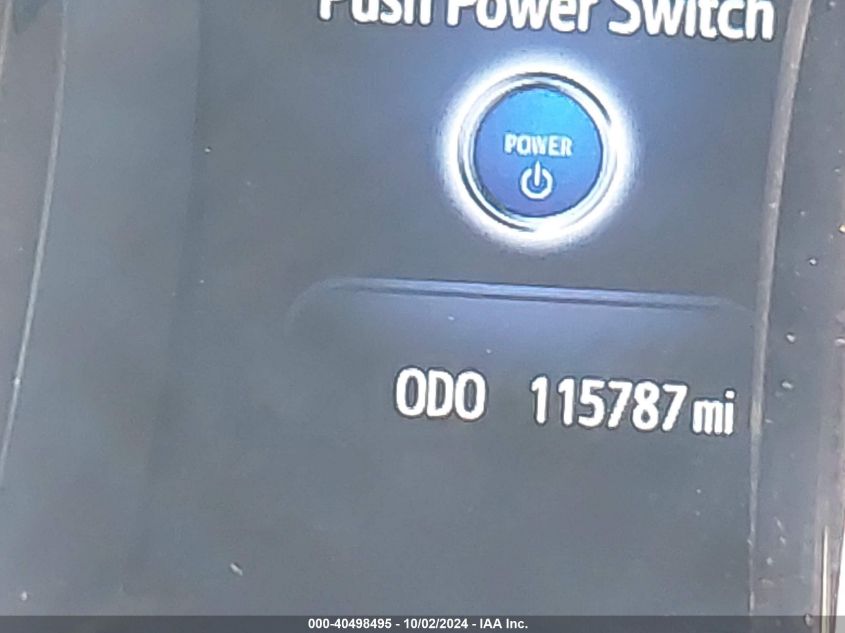 Push Power Switch
POWER
ODO 115787 mi
000-40498495 - 10/02/2024 - IAA Inc.